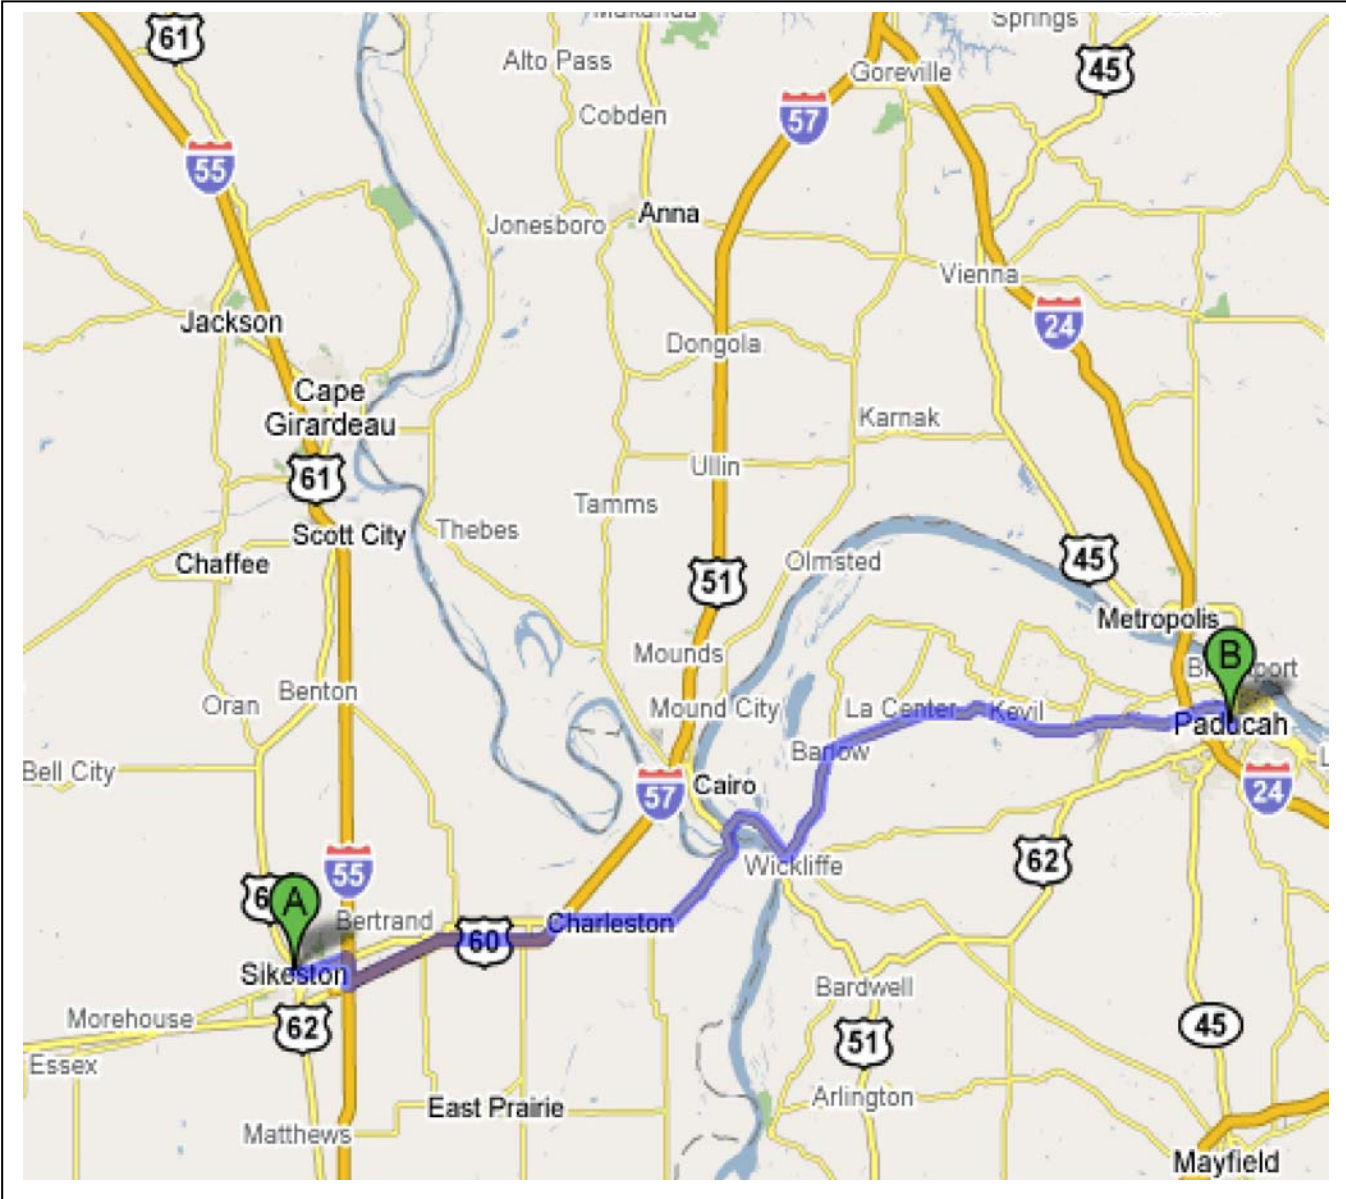 Springs
61
Alto Pass
45
Goreville
57
Cobden
55
Anna
Jonesboro
Vienna
Jackson
24
Dongola
Cape
Girardeau
Karnak
61
Ullin
Tamms
Scott City
Thebes
Chaffee
Olmsted
45
51
Metropolis
Mounds
B
Benton
Oran
Mound City
La Center
Kevil
Paducah
Barlow
Bell City
Cairo
57
24
Wickliffe
62
55
A
Bertrand
Charleston
60
Sikeston
Bardwell
Morehouse
62
45
51
Essex
Arlington
East Prairie
Matthews
Mayfield